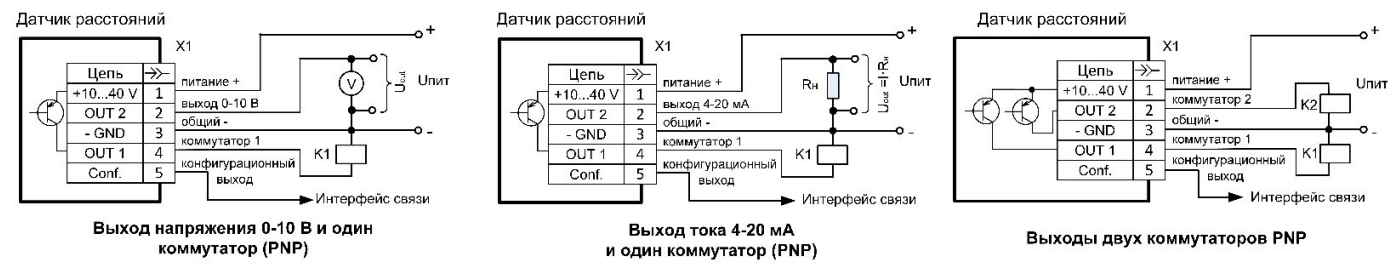 Датчик расстояний
X1
+
Цепь
питание +
+10...40 V 1
выход 0-10 В
OUT 2 2
общий -
- GND 3
коммутатор 1
OUT 1 4
конфигурационный выход
Conf. 5
V
Uout
Uпит
-
K1
Интерфейс связи
Выход напряжения 0-10 В и один
коммутатор (PNP)
Датчик расстояний
X1
+
Цепь
питание +
+10...40 V 1
выход 4-20 мА
OUT 2 2
общий -
- GND 3
коммутатор 1
OUT 1 4
конфигурационный
выход
Conf. 5
Rн
Uout =I·Rн
Uпит
-
K1
Интерфейс связи
Выход тока 4-20 мА
и один коммутатор (PNP)
Датчик расстояний
X1
+
Цепь
питание +
+10...40 V 1
коммутатор 2
OUT 2 2
общий -
- GND 3
коммутатор 1
OUT 1 4
конфигурационный
выход
Conf. 5
K2
Uпит
-
K1
Интерфейс связи
Выходы двух коммутаторов PNP